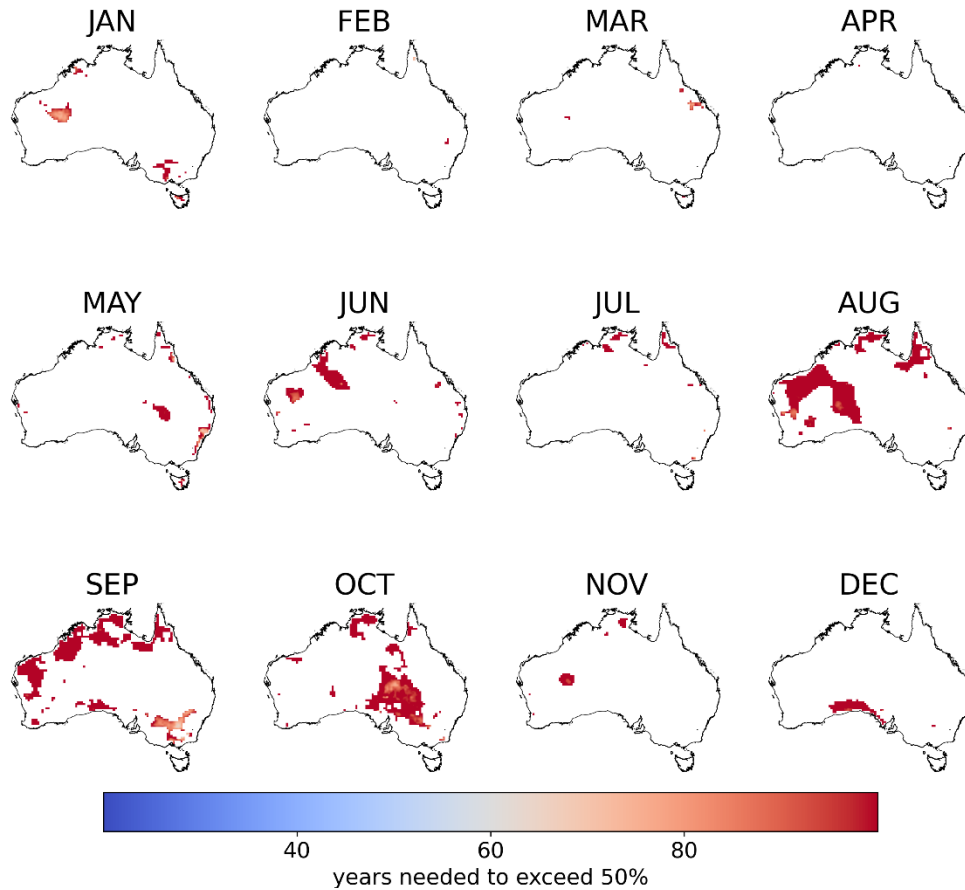 JAN FEB MAR APR
MAY JUN JUL AUG
SEP OCT NOV DEC
40 60 80
years needed to exceed 50%